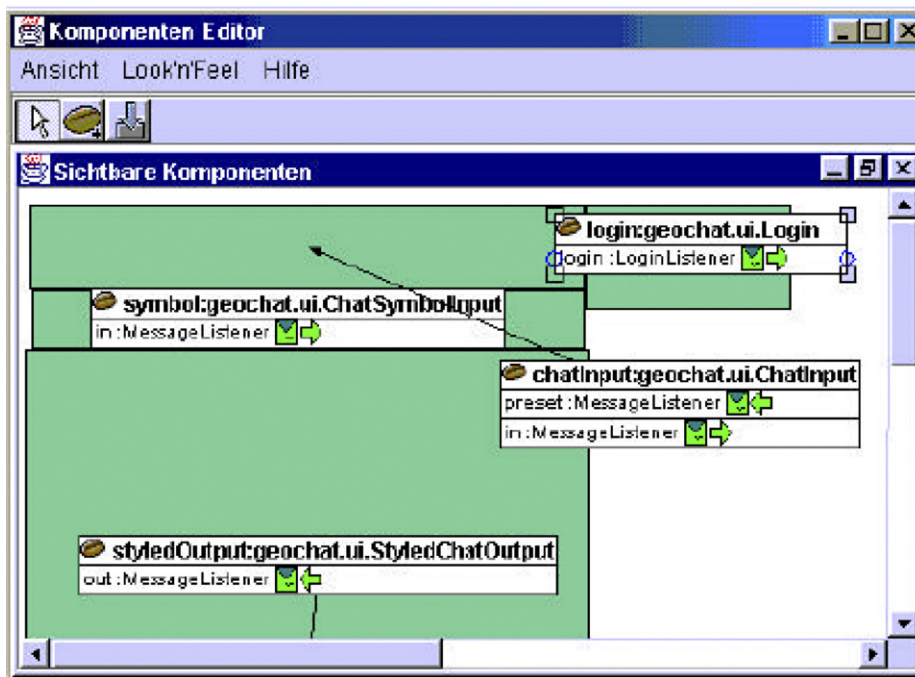 Komponenten Editor
Ansicht Look'n'Feel Hilfe
Sichtbare Komponenten
login:geochat.ui.Login
login :LoginListener
symbol:geochat.ui.ChatSymbolInput
in :MessageListener
chatInput:geochat.ui.ChatInput
preset :MessageListener
in :MessageListener
styledOutput:geochat.ui.StyledChatOutput
out :MessageListener